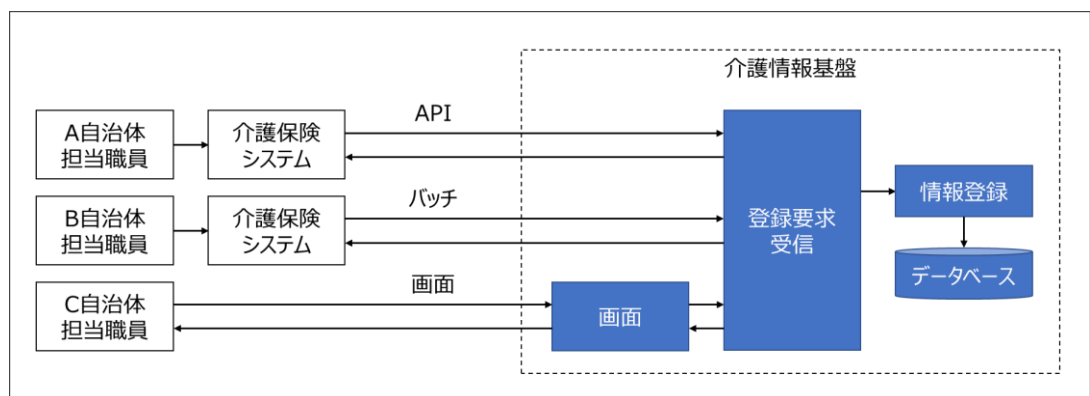 介護情報基盤
A自治体
担当職員
介護保険
システム
API
B自治体
担当職員
介護保険
システム
バッチ
C自治体
担当職員
画面
画面
登録要求
受信
情報登録
データベース